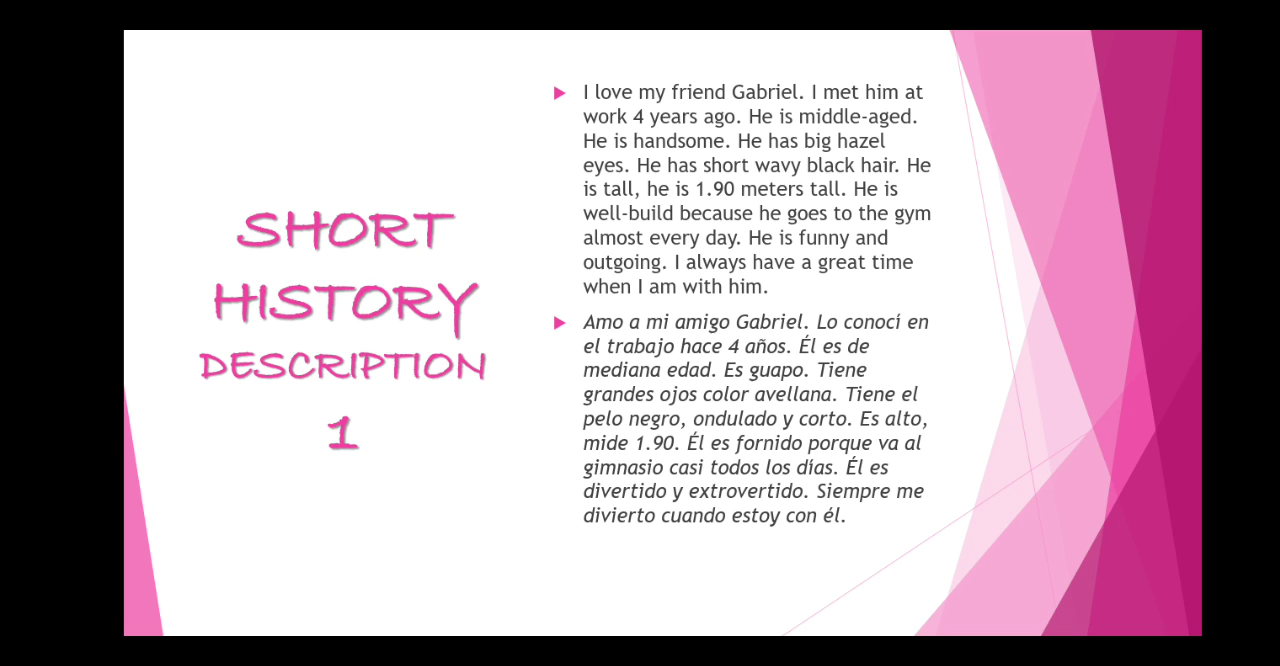 SHORT
HISTORY
DESCRIPTION
1
I love my friend Gabriel. I met him at
work 4 years ago. He is middle-aged.
He is handsome. He has big hazel
eyes. He has short wavy black hair. He
is tall, he is 1.90 meters tall. He is
well-build because he goes to the gym
almost every day. He is funny and
outgoing. I always have a great time
when I am with him.
Amo a mi amigo Gabriel. Lo conocí en
el trabajo hace 4 años. Él es de
mediana edad. Es guapo. Tiene
grandes ojos color avellana. Tiene el
pelo negro, ondulado y corto. Es alto,
mide 1.90. Él es fornido porque va al
gimnasio casi todos los días. Él es
divertido y extrovertido. Siempre me
divierto cuando estoy con él.